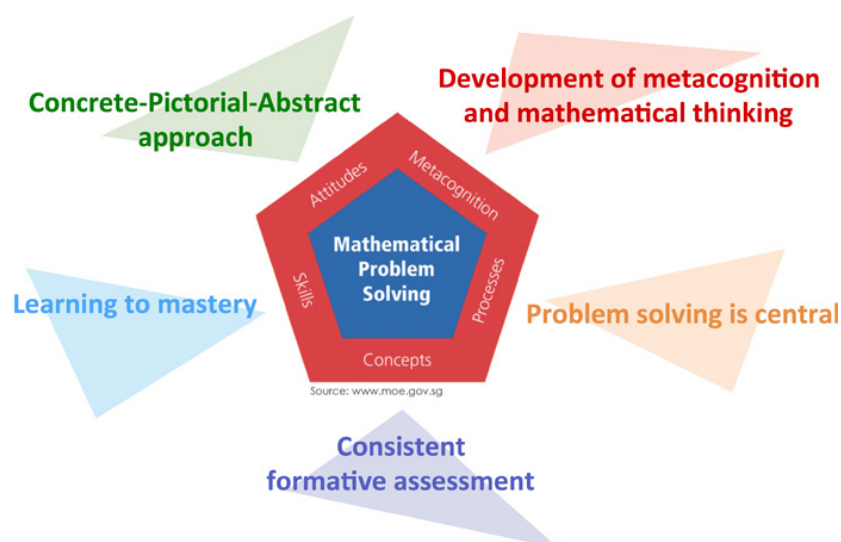 Concrete-Pictorial-Abstract
approach
Development of metacognition
and mathematical thinking
Attitudes
Metacognition
Mathematical
Problem
Solving
Skills
Processes
Concepts
Learning to mastery
Problem solving is central
Source: www.moe.gov.sg
Consistent
formative assessment